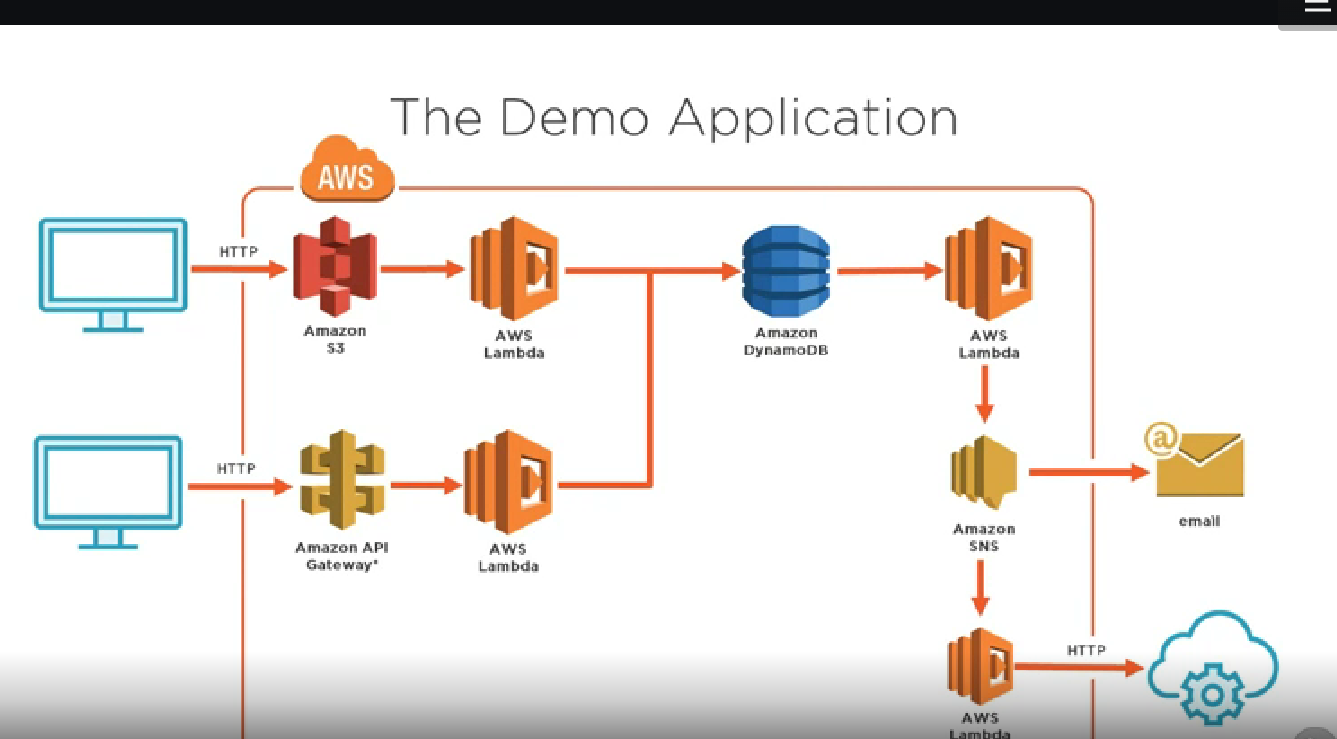 The Demo Application
AWS
HTTP
Amazon
S3
AWS
Lambda
Amazon
DynamoDB
AWS
Lambda
HTTP
Amazon API
Gateway*
AWS
Lambda
Amazon
SNS
@
email
HTTP
AWS
Lambda